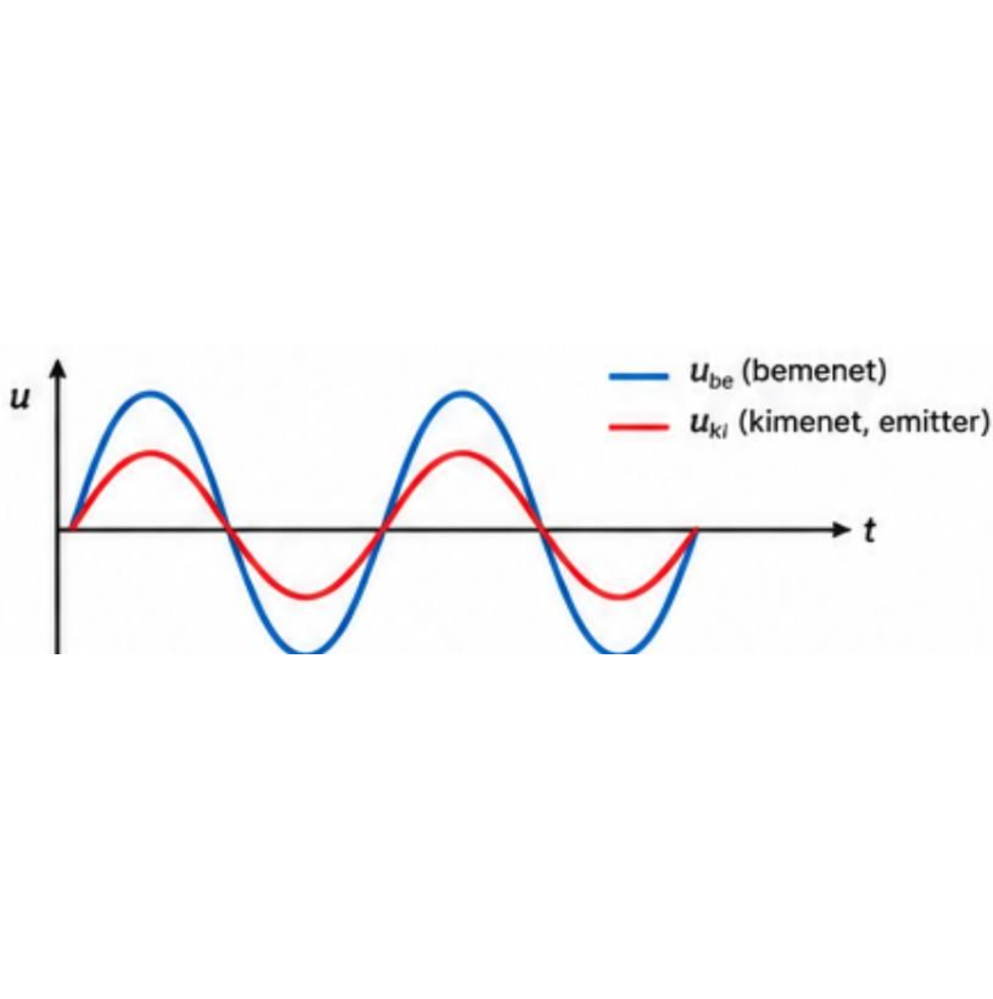 u
u_be (bemenet)
u_ki (kimenet, emitter)
t